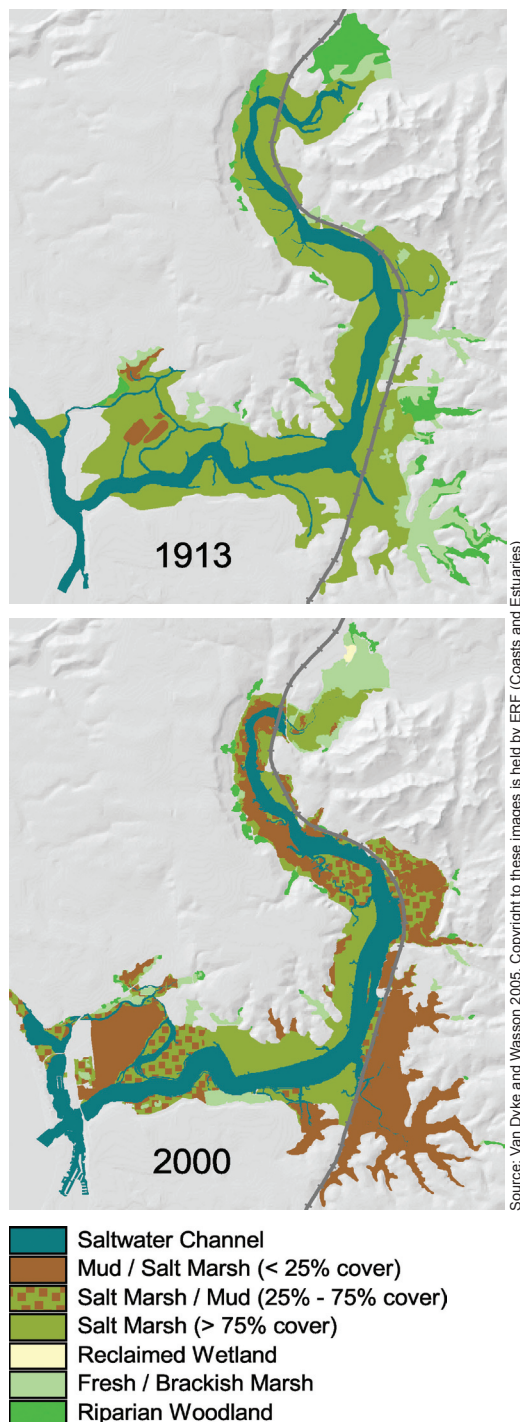 1913
Source: Van Dyke and Wasson 2005. Copyright to these images is held by ERF (Coasts and Estuaries)
2000
Saltwater Channel
Mud / Salt Marsh (< 25% cover)
Salt Marsh / Mud (25% - 75% cover)
Salt Marsh (> 75% cover)
Reclaimed Wetland
Fresh / Brackish Marsh
Riparian Woodland